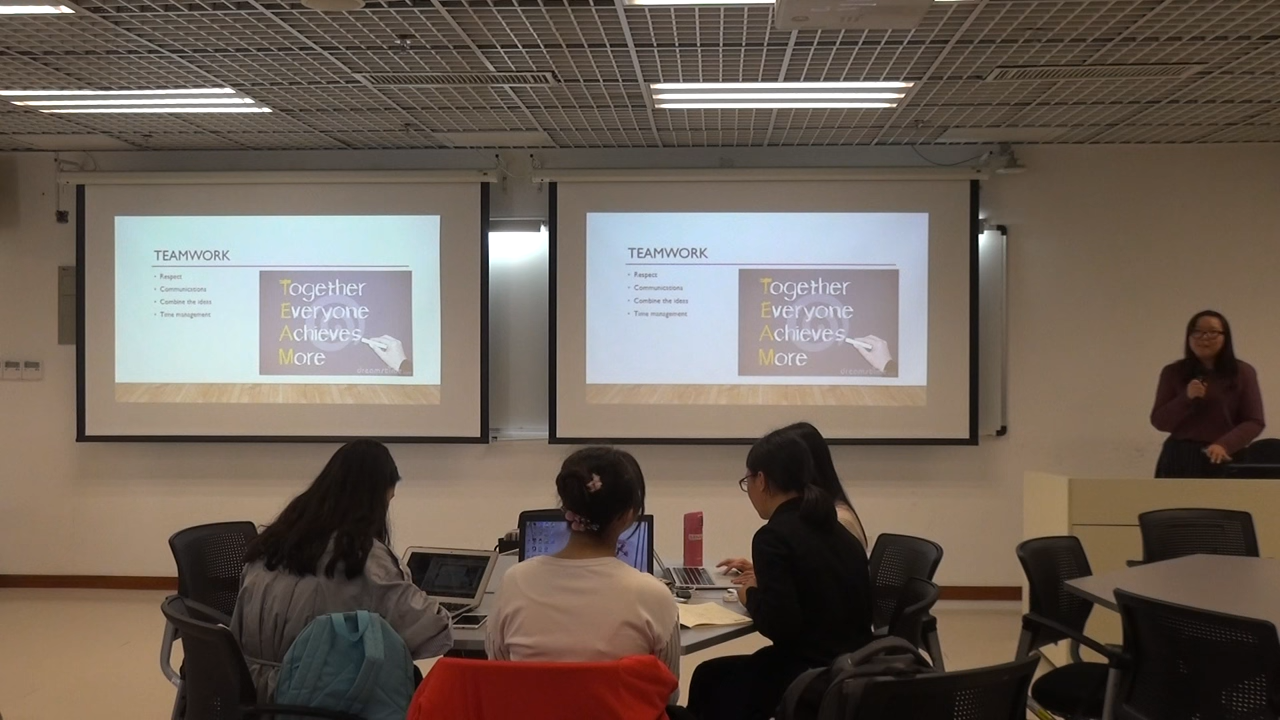 TEAMWORK
• Respect
• Communications
• Combine the ideas
• Time management
Together
Everyone
Achieves
More
TEAMWORK
• Respect
• Communications
• Combine the ideas
• Time management
Together
Everyone
Achieves
More